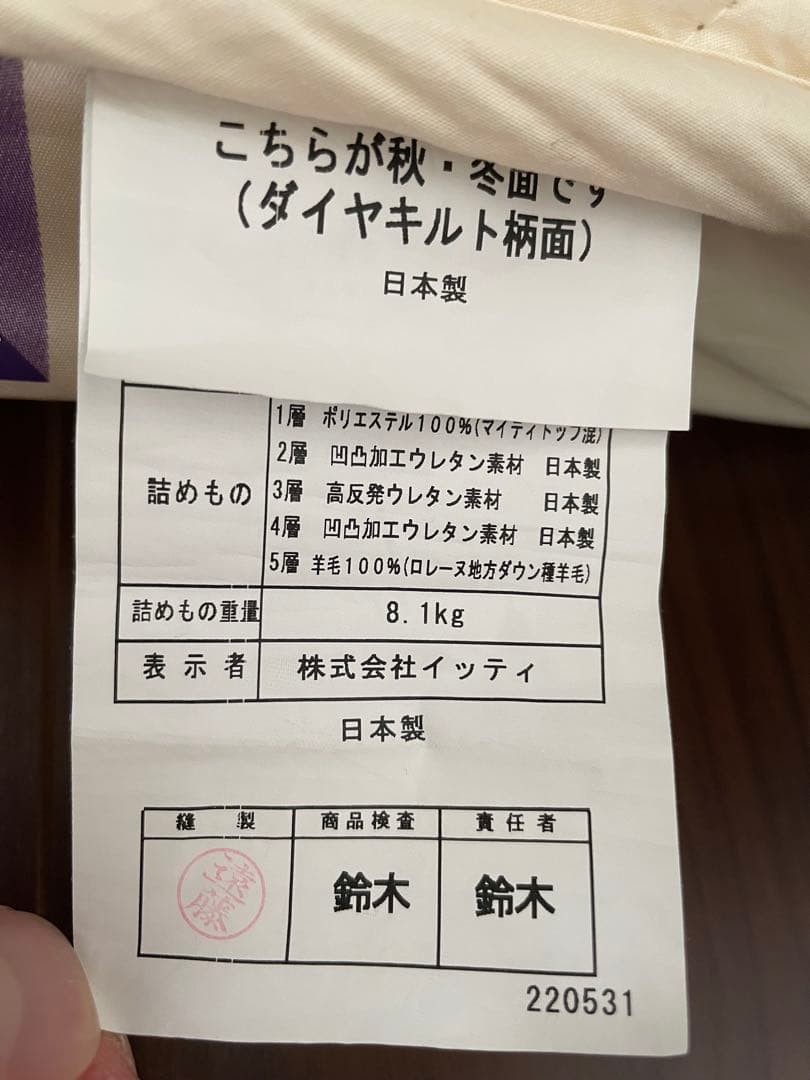 こちらが秋・冬面です
(ダイヤキルト柄面)
日本製
詰めもの
1層 ポリエステル100%(マイティトップ混)
2層 凹凸加工ウレタン素材 日本製
3層 高反発ウレタン素材 日本製
4層 凹凸加工ウレタン素材 日本製
5層 羊毛100%(ロレーヌ地方ダウン種羊毛)
詰めもの重量 8.1kg
表示者 株式会社イッティ
日本製
縫製 商品検査 責任者
遠藤 鈴木 鈴木
220531